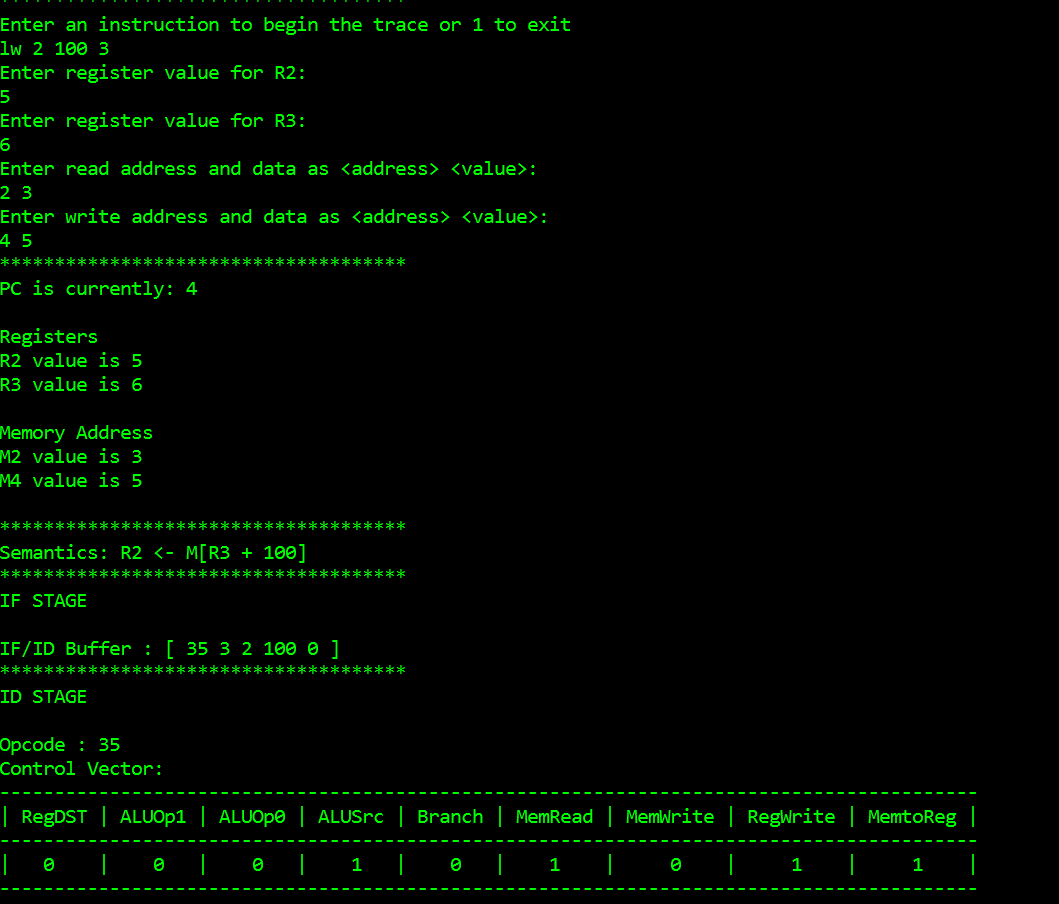 Enter an instruction to begin the trace or 1 to exit
lw 2 100 3
Enter register value for R2:
5
Enter register value for R3:
6
Enter read address and data as <address> <value>:
2 3
Enter write address and data as <address> <value>:
4 5
*************************************
PC is currently: 4
Registers
R2 value is 5
R3 value is 6
Memory Address
M2 value is 3
M4 value is 5
*************************************
Semantics: R2 <- M[R3 + 100]
*************************************
IF STAGE
IF/ID Buffer : [ 35 3 2 100 0 ]
*************************************
ID STAGE
Opcode : 35
Control Vector:
-----------------------------------------------------------------------------------------
| RegDST | ALUOp1 | ALUOp0 | ALUSrc | Branch | MemRead | MemWrite | RegWrite | MemtoReg |
-----------------------------------------------------------------------------------------
|   0    |    0   |    0   |    1   |    0   |    1    |     0    |     1    |     1    |
-----------------------------------------------------------------------------------------